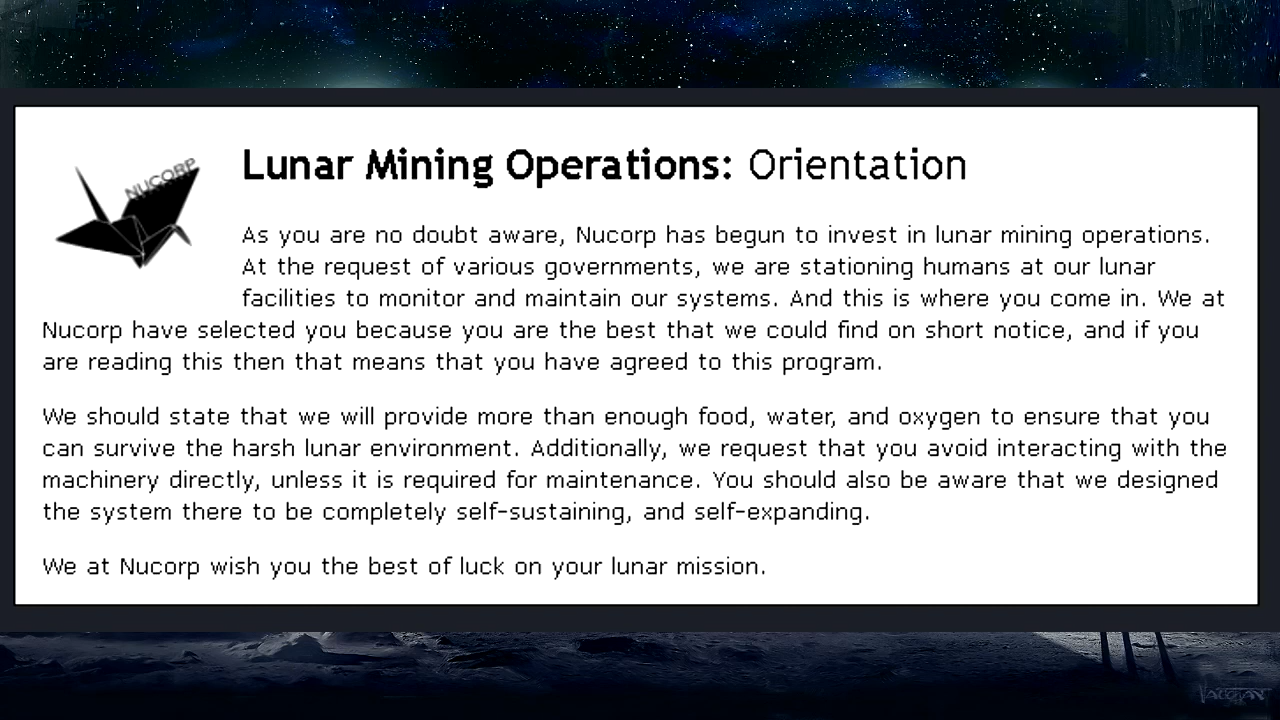 NUCORP
Lunar Mining Operations: Orientation
As you are no doubt aware, Nucorp has begun to invest in lunar mining operations.
At the request of various governments, we are stationing humans at our lunar
facilities to monitor and maintain our systems. And this is where you come in. We at
Nucorp have selected you because you are the best that we could find on short notice, and if you
are reading this then that means that you have agreed to this program.
We should state that we will provide more than enough food, water, and oxygen to ensure that you
can survive the harsh lunar environment. Additionally, we request that you avoid interacting with the
machinery directly, unless it is required for maintenance. You should also be aware that we designed
the system there to be completely self-sustaining, and self-expanding.
We at Nucorp wish you the best of luck on your lunar mission.